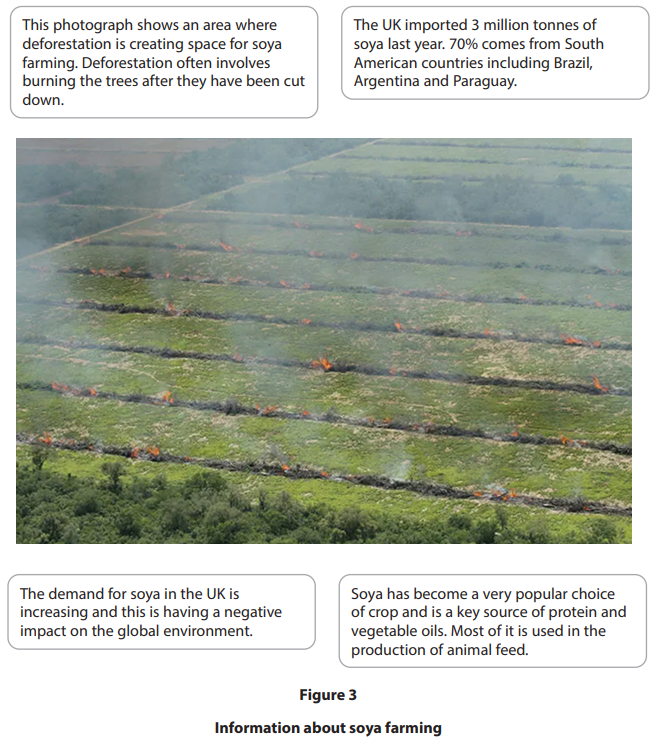 This photograph shows an area where
deforestation is creating space for soya
farming. Deforestation often involves
burning the trees after they have been cut
down.
The UK imported 3 million tonnes of
soya last year. 70% comes from South
American countries including Brazil,
Argentina and Paraguay.
The demand for soya in the UK is
increasing and this is having a negative
impact on the global environment.
Soya has become a very popular choice
of crop and is a key source of protein and
vegetable oils. Most of it is used in the
production of animal feed.
Figure 3
Information about soya farming